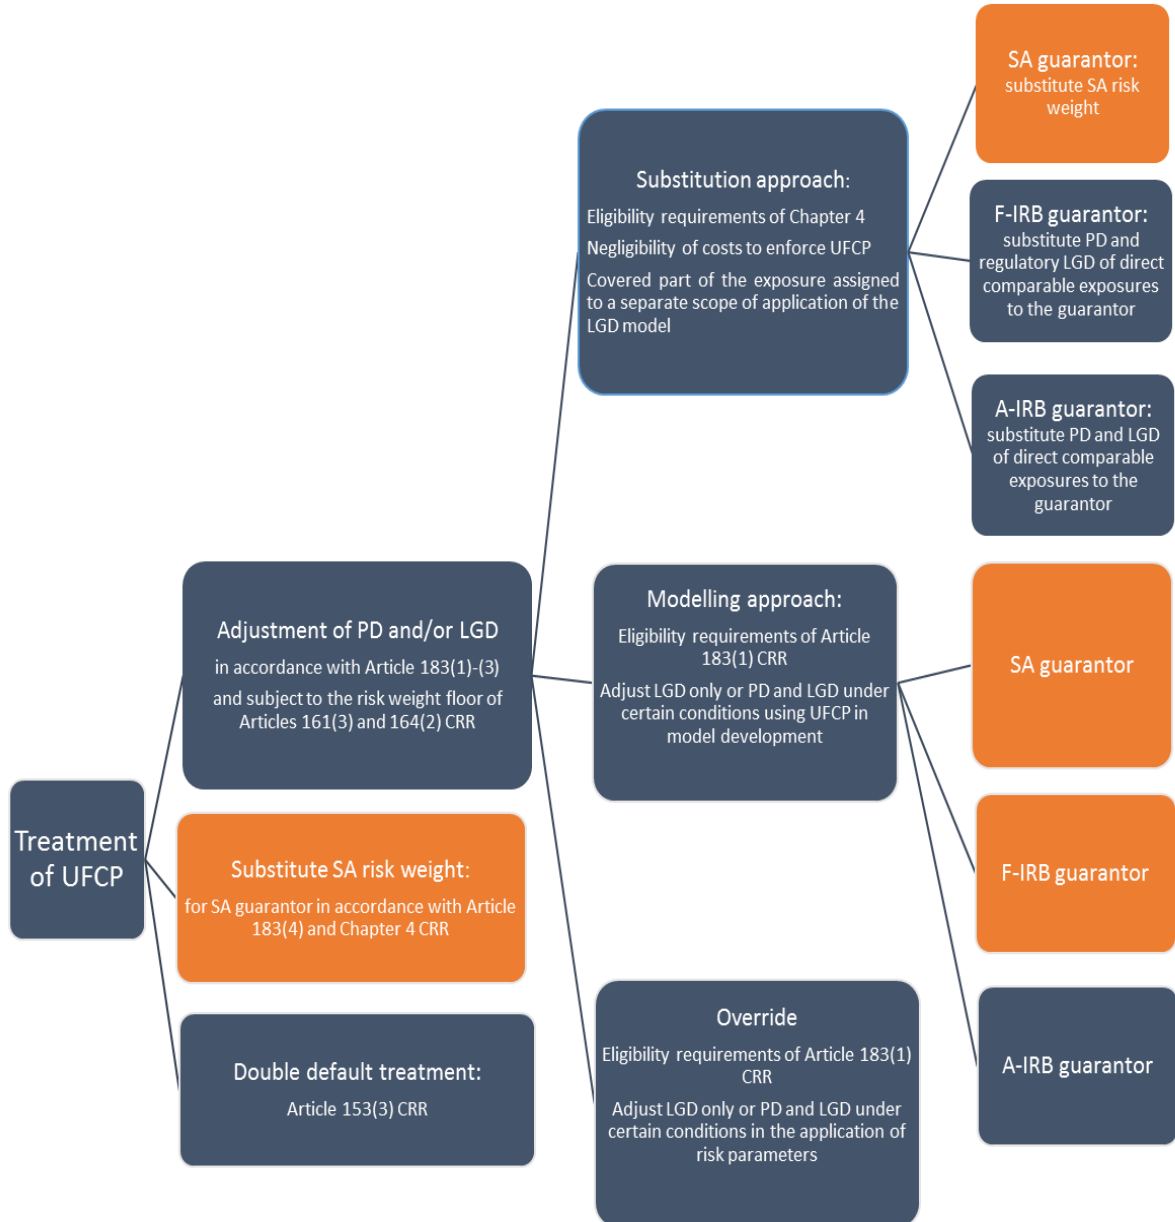 Treatment
of UFCP
Adjustment of PD and/or LGD
in accordance with Article 183(1)-(3)
and subject to the risk weight floor of
Articles 161(3) and 164(2) CRR
Substitute SA risk weight:
for SA guarantor in accordance with Article
183(4) and Chapter 4 CRR
Double default treatment:
Article 153(3) CRR
Substitution approach:
Eligibility requirements of Chapter 4
Negligibility of costs to enforce UFCP
Covered part of the exposure assigned
to a separate scope of application of the
LGD model
Modelling approach:
Eligibility requirements of Article
183(1) CRR
Adjust LGD only or PD and LGD under
certain conditions using UFCP in
model development
Override
Eligibility requirements of Article 183(1)
CRR
Adjust LGD only or PD and LGD under
certain conditions in the application of
risk parameters
SA guarantor:
substitute SA risk
weight
F-IRB guarantor:
substitute PD and
regulatory LGD of direct
comparable exposures
to the guarantor
A-IRB guarantor:
substitute PD and LGD
of direct comparable
exposures to the
guarantor
SA guarantor
F-IRB guarantor
A-IRB guarantor